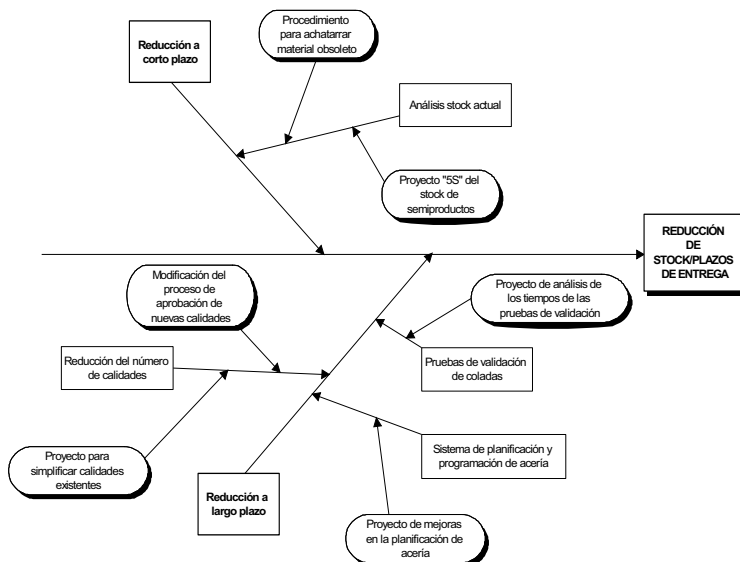 Procedimiento
para achatarrar
material obsoleto
Reducción a
corto plazo
Análisis stock actual
Proyecto "5S" del
stock de
semiproductos
REDUCCIÓN
DE
STOCK/PLAZOS
DE ENTREGA
Modificación del
proceso de
aprobación de
nuevas calidades
Proyecto de análisis de
los tiempos de las
pruebas de validación
Reducción del número
de calidades
Pruebas de validación
de coladas
Proyecto para
simplificar calidades
existentes
Sistema de planificación y
programación de acería
Reducción a
largo plazo
Proyecto de mejoras
en la planificación de
acería